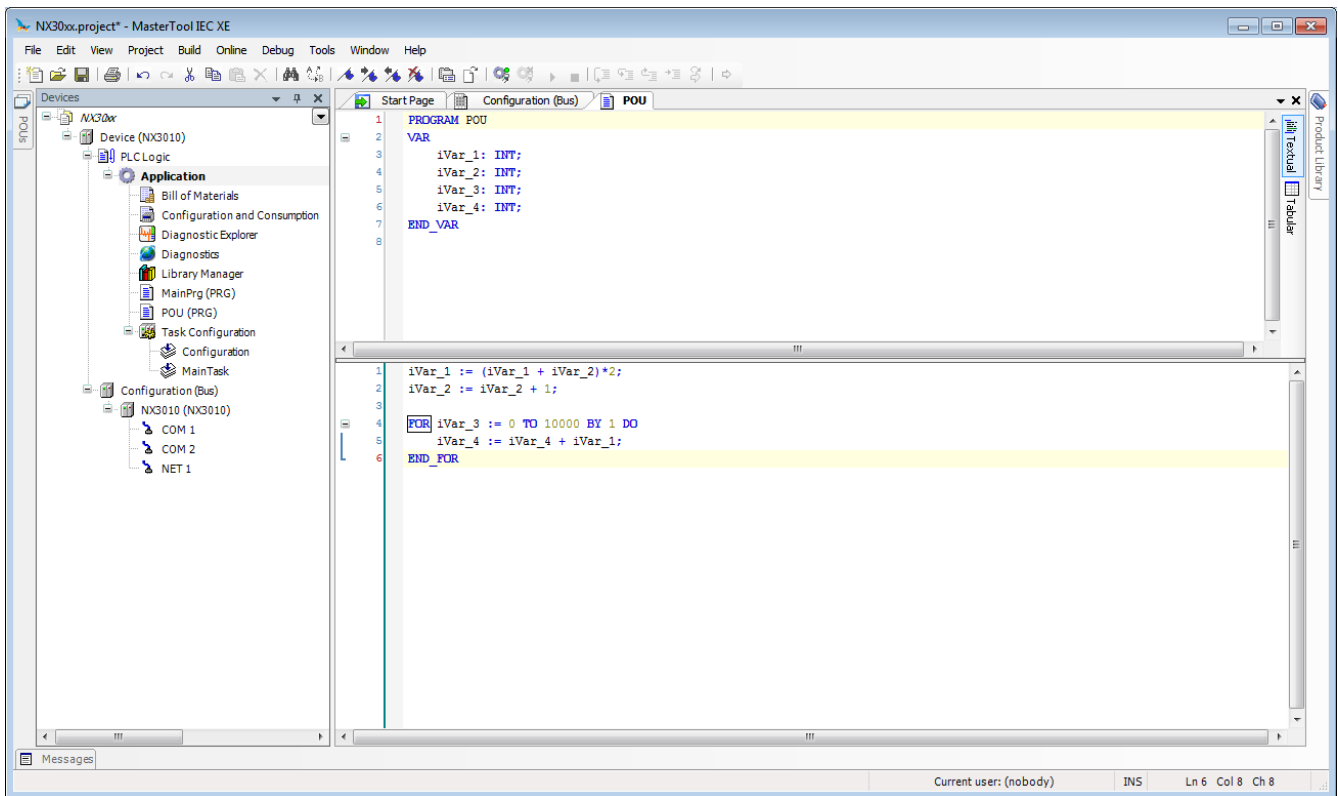 NX30xx.project* - MasterTool IEC XE
File Edit View Project Build Online Debug Tools Window Help
Devices
POUs
NX30xx
Device (NX3010)
PLC Logic
Application
Bill of Materials
Configuration and Consumption
Diagnostic Explorer
Diagnostics
Library Manager
MainPrg (PRG)
POU (PRG)
Task Configuration
Configuration
MainTask
Configuration (Bus)
NX3010 (NX3010)
COM 1
COM 2
NET 1
Start Page Configuration (Bus) POU
1 PROGRAM POU
2 VAR
3 iVar_1: INT;
4 iVar_2: INT;
5 iVar_3: INT;
6 iVar_4: INT;
7 END_VAR
8
1 iVar_1 := (iVar_1 + iVar_2)*2;
2 iVar_2 := iVar_2 + 1;
3
4 FOR iVar_3 := 0 TO 10000 BY 1 DO
5 iVar_4 := iVar_4 + iVar_1;
6 END_FOR
Textual
Tabular
Product Library
Messages
Current user: (nobody) INS Ln 6 Col 8 Ch 8